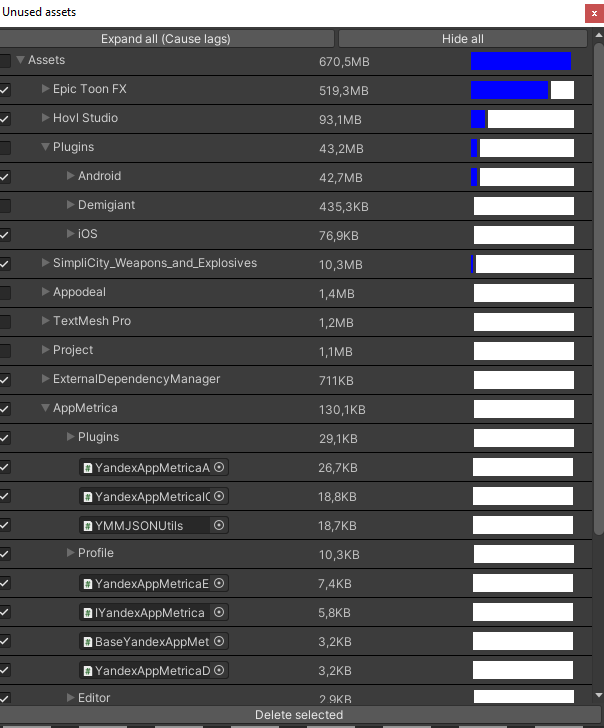 Unused assets
x
Expand all (Cause lags) Hide all
Assets 670,5MB
Epic Toon FX 519,3MB
Hovl Studio 93,1MB
Plugins 43,2MB
Android 42,7MB
Demigiant 435,3KB
iOS 76,9KB
SimpliCity_Weapons_and_Explosives 10,3MB
Appodeal 1,4MB
TextMesh Pro 1,2MB
Project 1,1MB
ExternalDependencyManager 711KB
AppMetrica 130,1KB
Plugins 29,1KB
YandexAppMetricaA 26,7KB
YandexAppMetricaIC 18,8KB
YMMJSONUtils 18,7KB
Profile 10,3KB
YandexAppMetricaE 7,4KB
IYandexAppMetrica 5,8KB
BaseYandexAppMet 3,2KB
YandexAppMetricaD 3,2KB
Editor 2,9KB
Delete selected